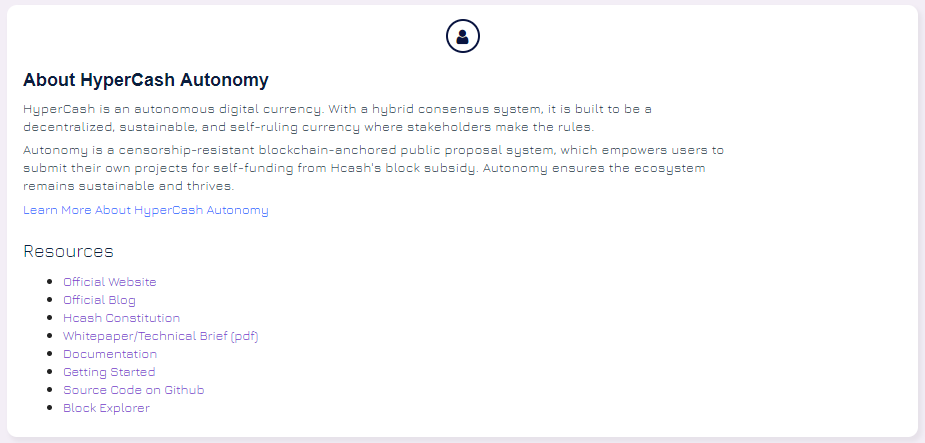 About HyperCash Autonomy
HyperCash is an autonomous digital currency. With a hybrid consensus system, it is built to be a
decentralized, sustainable, and self-ruling currency where stakeholders make the rules.
Autonomy is a censorship-resistant blockchain-anchored public proposal system, which empowers users to
submit their own projects for self-funding from Hcash's block subsidy. Autonomy ensures the ecosystem
remains sustainable and thrives.
Learn More About HyperCash Autonomy
Resources
Official Website
Official Blog
Hcash Constitution
Whitepaper/Technical Brief (pdf)
Documentation
Getting Started
Source Code on Github
Block Explorer